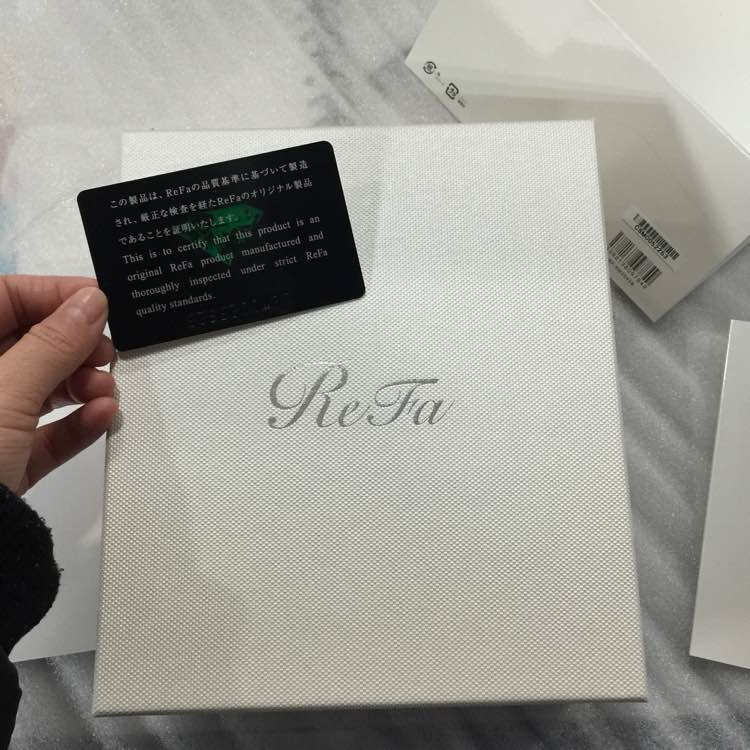 この製品は、ReFaの品質基準に基づいて製造
され、厳正な検査を経たReFaのオリジナル製品
であることを証明いたします。
This is to certify that this product is an
original ReFa product manufactured and
thoroughly inspected under strict ReFa
quality standards.
ReFa